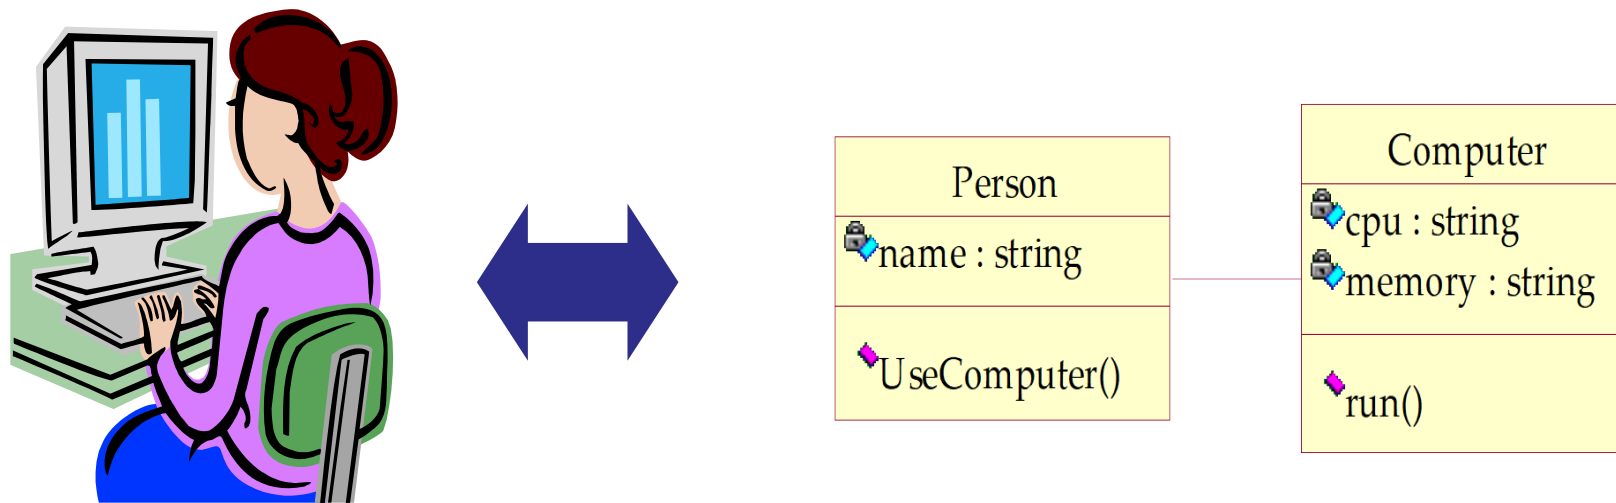 Person
name : string
UseComputer()
Computer
cpu : string
memory : string
run()